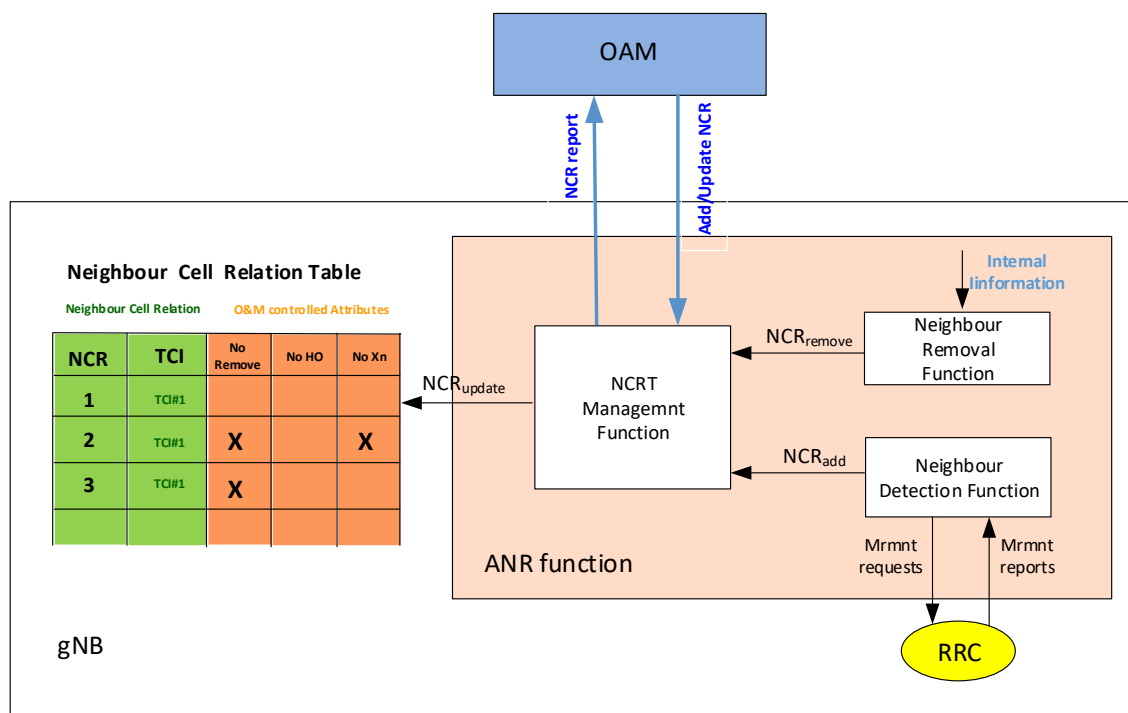 OAM
NCR report
Add/Update NCR
Neighbour Cell Relation Table
Neighbour Cell Relation
O&M controlled Attributes
NCR TCI No Remove No HO No Xn
1 TCI#1
2 TCI#1 X X
3 TCI#1 X
NCRupdate
NCRT
Managemnt
Function
NCRremove
NCRadd
Internal
Iinformation
Neighbour
Removal
Function
Neighbour
Detection Function
Mrmnt
requests
Mrmnt
reports
ANR function
RRC
gNB